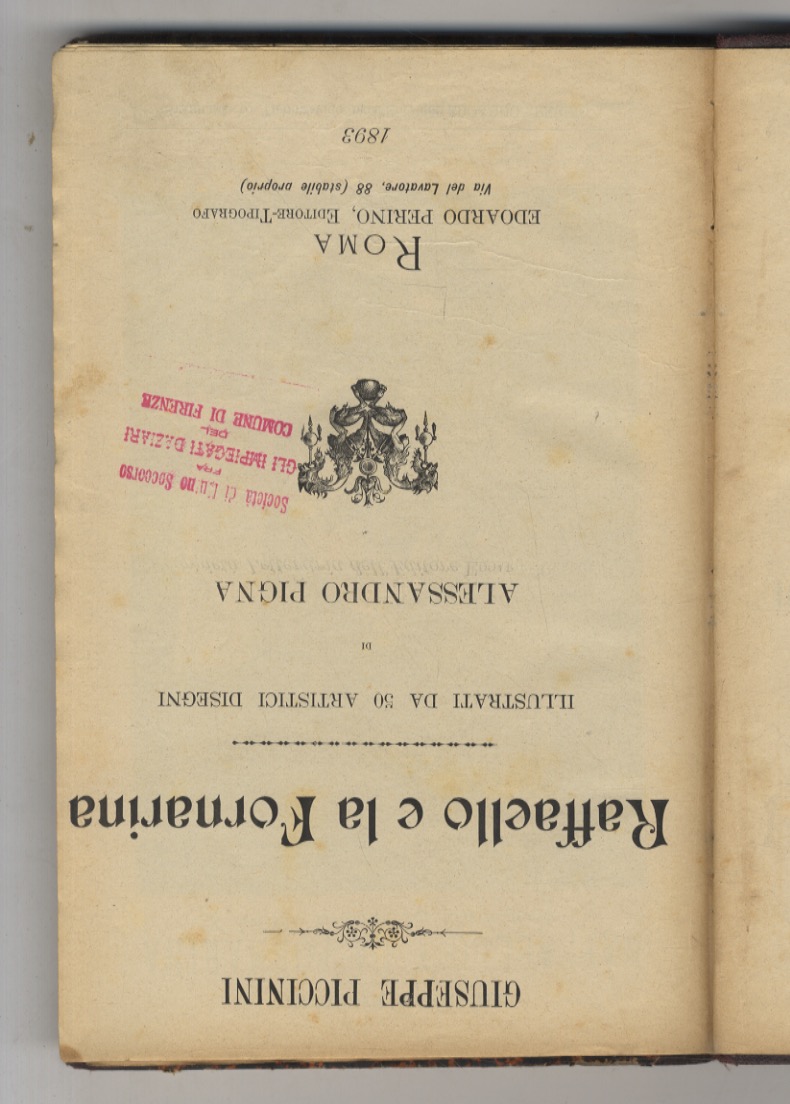 GIUSEPPE PICCININI
Raffaello e la Fornarina
ILLUSTRATI DA 50 ARTISTICI DISEGNI
DI
ALESSANDRO PIGNA
Società di Mutuo Soccorso
FRA
GLI IMPIEGATI DAZIARI
DEL
COMUNE DI FIRENZE
ROMA
EDOARDO PERINO, EDITORE-TIPOGRAFO
Via del Lavatore, 88 (stabile proprio)
1893